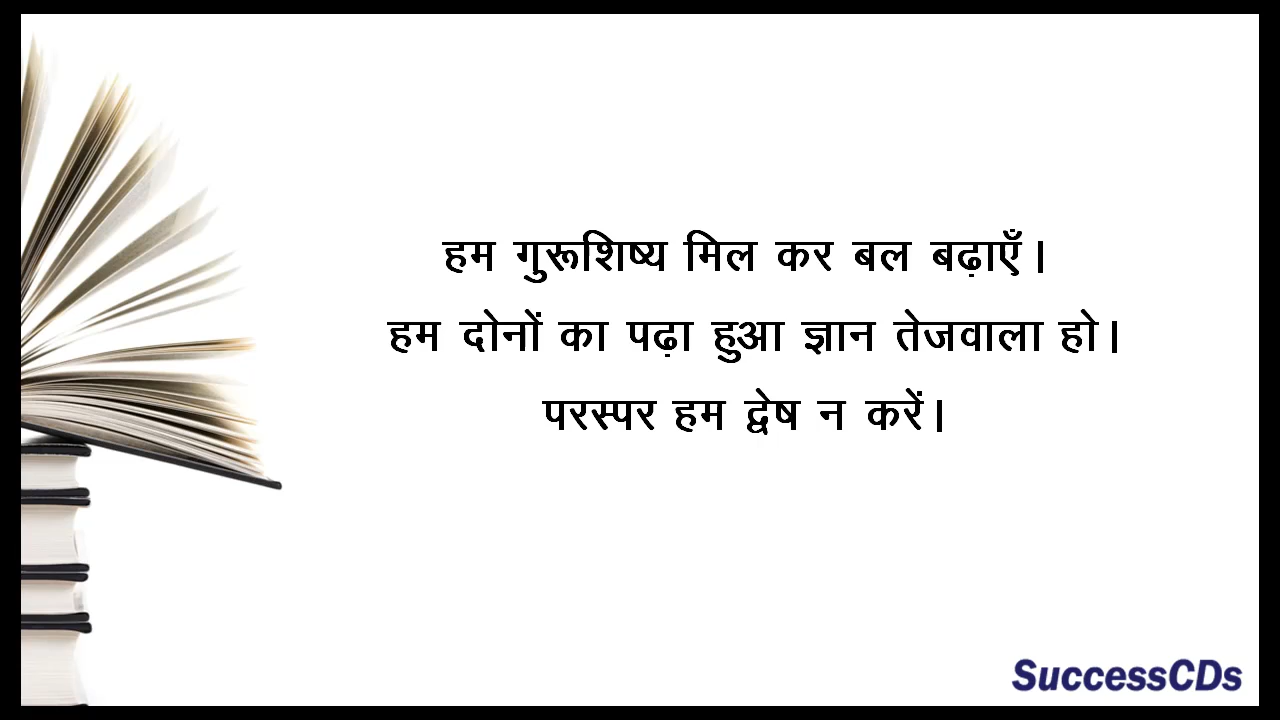 हम गुरूशिष्य मिल कर बल बढ़ाएँ।
हम दोनों का पढ़ा हुआ ज्ञान तेजवाला हो।
परस्पर हम द्वेष न करें।
SuccessCDs